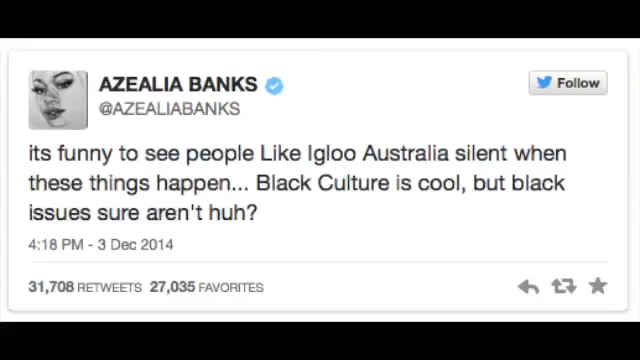 AZEALIA BANKS
Follow
@AZEALIABANKS
its funny to see people Like Igloo Australia silent when
these things happen... Black Culture is cool, but black
issues sure aren't huh?
4:18 PM - 3 Dec 2014
31,708 RETWEETS 27,035 FAVORITES